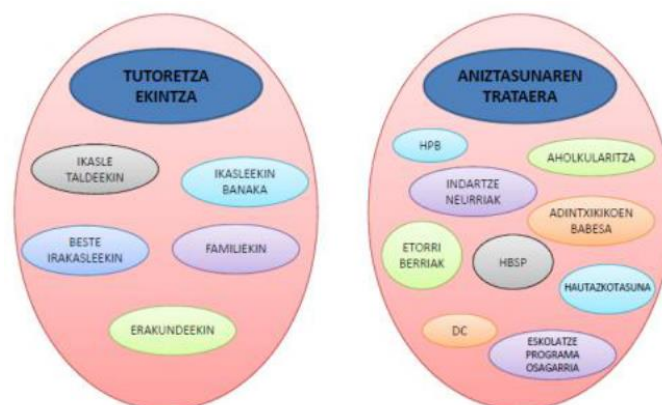 TUTORETZA
EKINTZA
IKASLE
TALDEEKIN
IKASLEEKIN
BANAKA
BESTE
IRAKASLEEKIN
FAMILIEKIN
ERAKUNDEEKIN
ANIZTASUNAREN
TRATAERA
HPB
AHOLKULARITZA
INDARTZE
NEURRIAK
ADINTXIKIKOEN
BABESA
ETORRI
BERRIAK
HBSP
HAUTAZKOTASUNA
DC
ESKOLATZE
PROGRAMA
OSAGARRIA